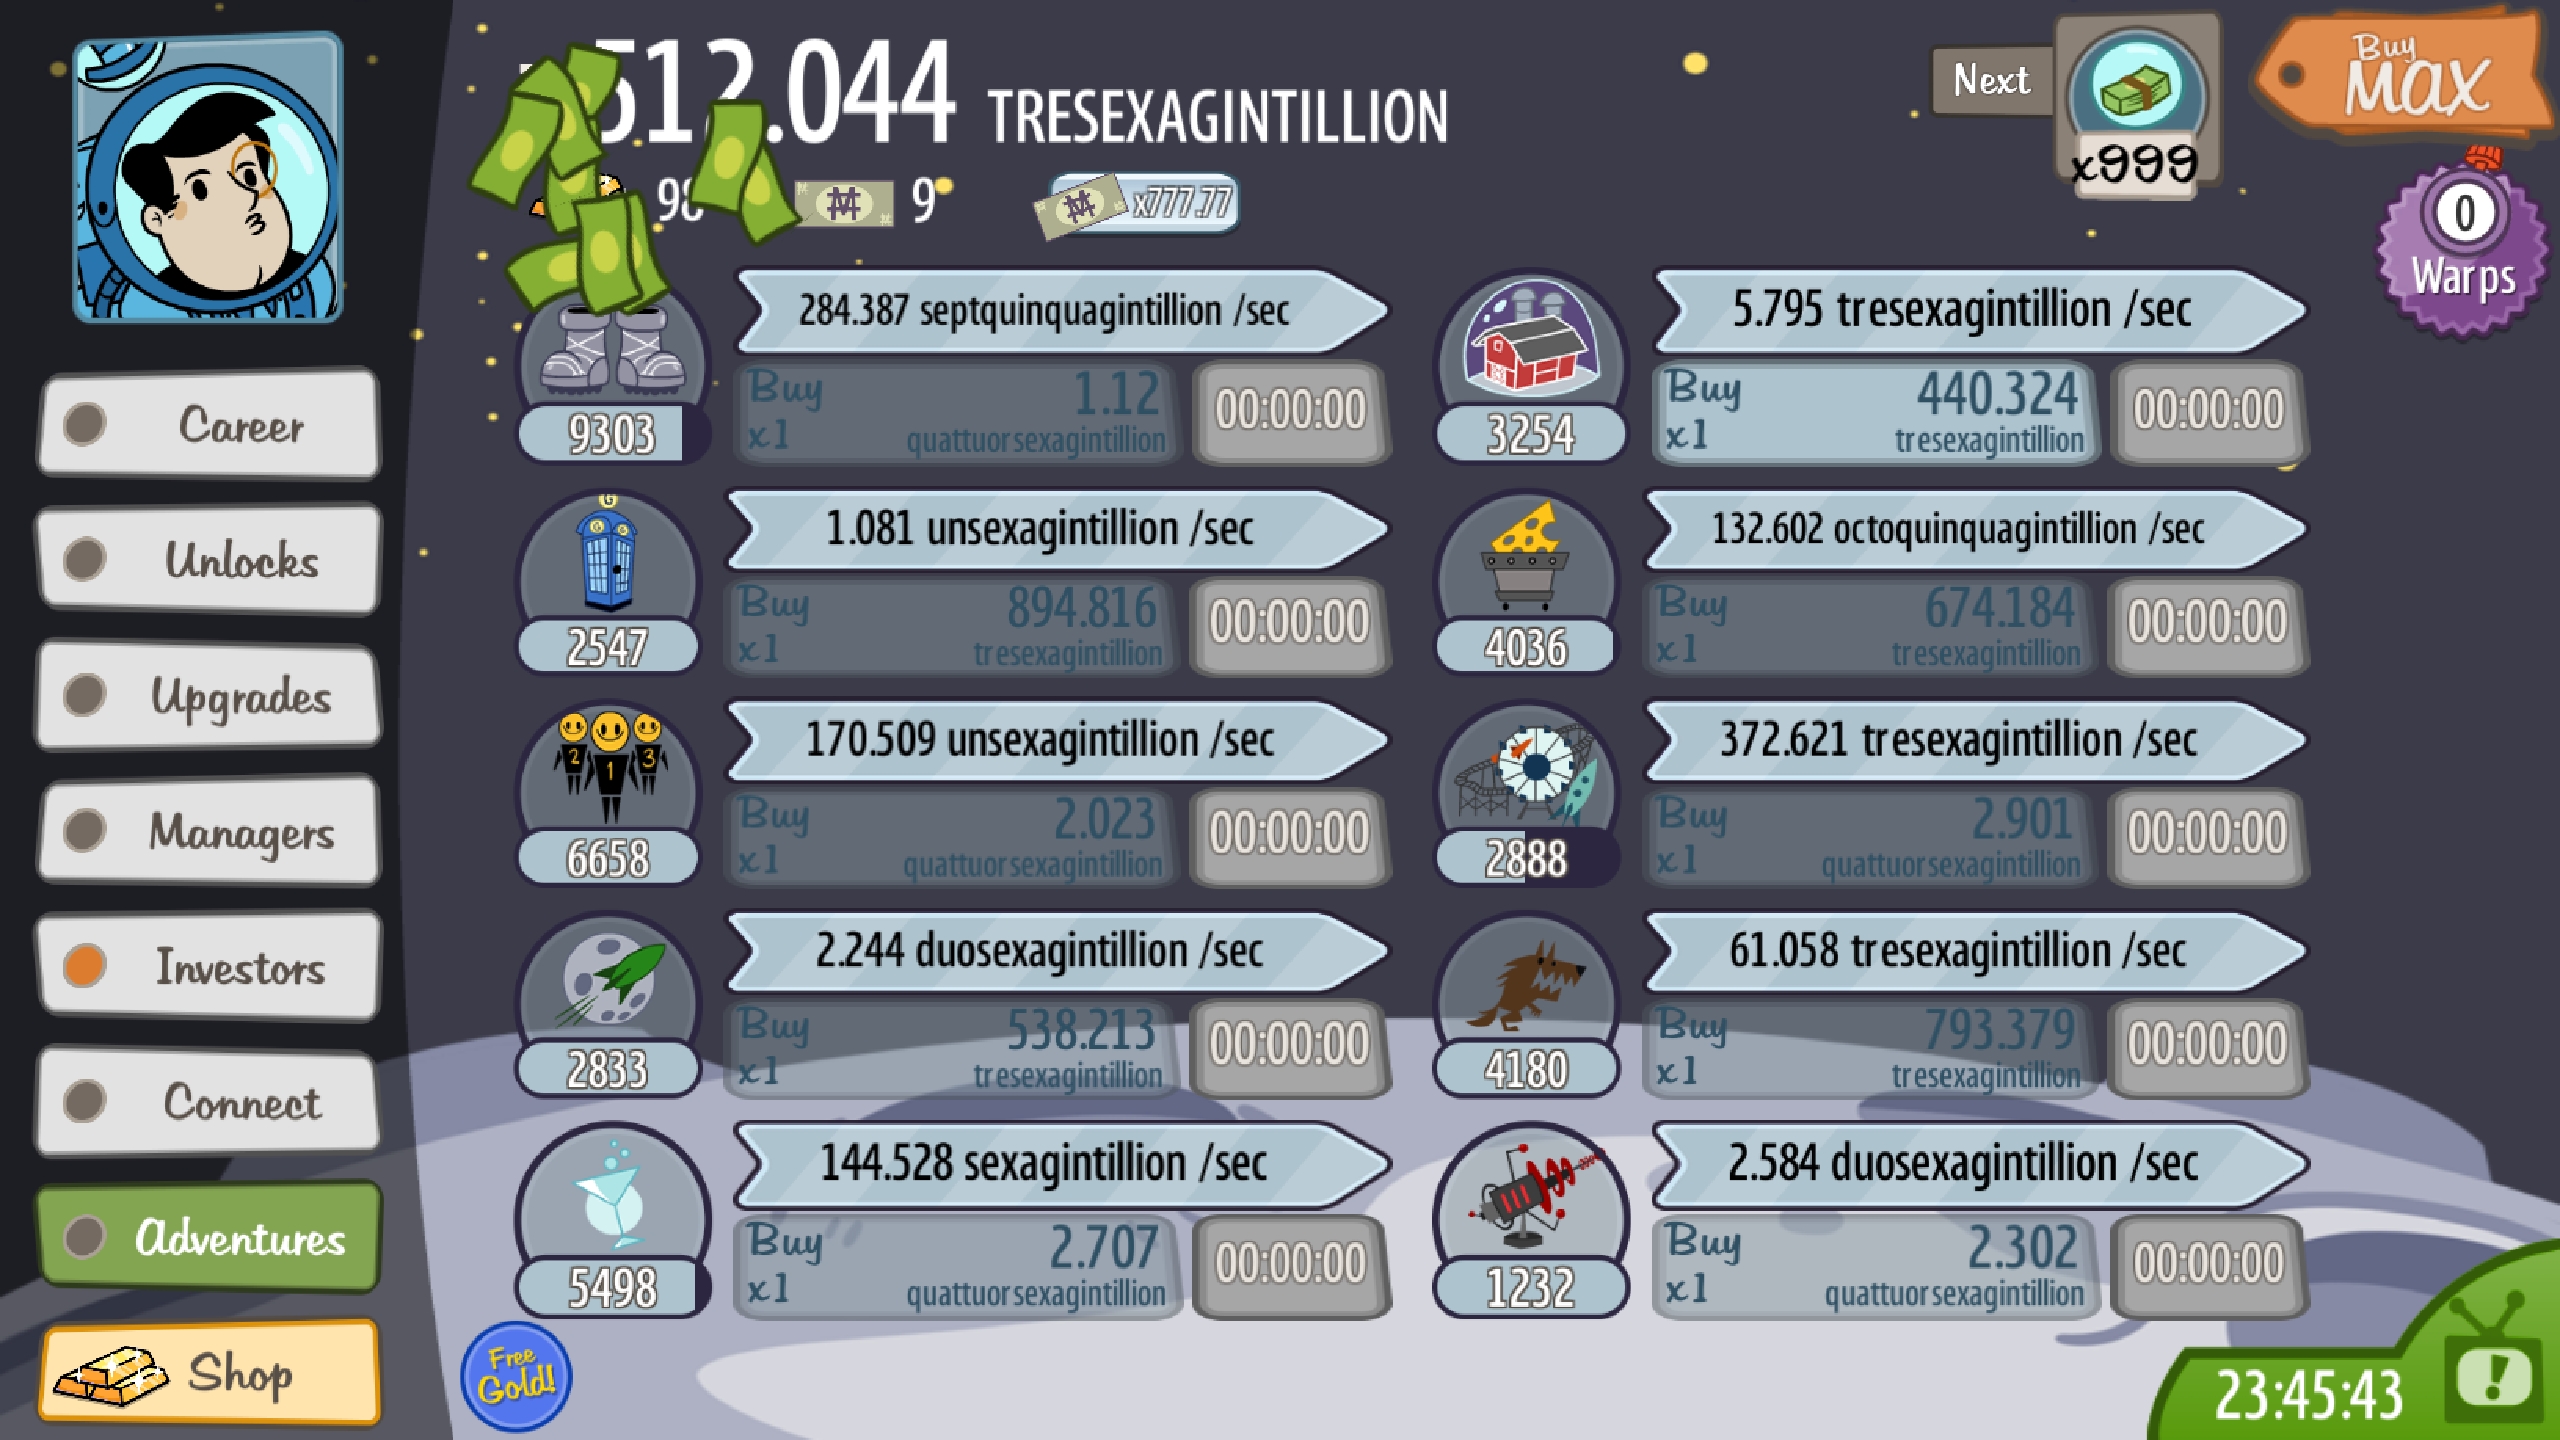 512.044 TRESEXAGINTILLION
9
x777.77
Next
x999
Buy
MAX
0
Warps
Career
Unlocks
Upgrades
Managers
Investors
Connect
Adventures
Shop
284.387 septquinquagintillion /sec
Buy
x1
1.12
quattuorsexagintillion
00:00:00
9303
5.795 tresexagintillion /sec
Buy
x1
440.324
tresexagintillion
00:00:00
3254
1.081 unsexagintillion /sec
Buy
x1
894.816
tresexagintillion
00:00:00
2547
132.602 octoquinquagintillion /sec
Buy
x1
674.184
tresexagintillion
00:00:00
4036
2 1 3
170.509 unsexagintillion /sec
Buy
x1
2.023
quattuorsexagintillion
00:00:00
6658
372.621 tresexagintillion /sec
Buy
x1
2.901
quattuorsexagintillion
00:00:00
2888
2.244 duosexagintillion /sec
Buy
x1
538.213
tresexagintillion
00:00:00
2833
61.058 tresexagintillion /sec
Buy
x1
793.379
tresexagintillion
00:00:00
4180
144.528 sexagintillion /sec
Buy
x1
2.707
quattuorsexagintillion
00:00:00
5498
2.584 duosexagintillion /sec
Buy
x1
2.302
quattuorsexagintillion
00:00:00
1232
Free
Gold!
23:45:43
!